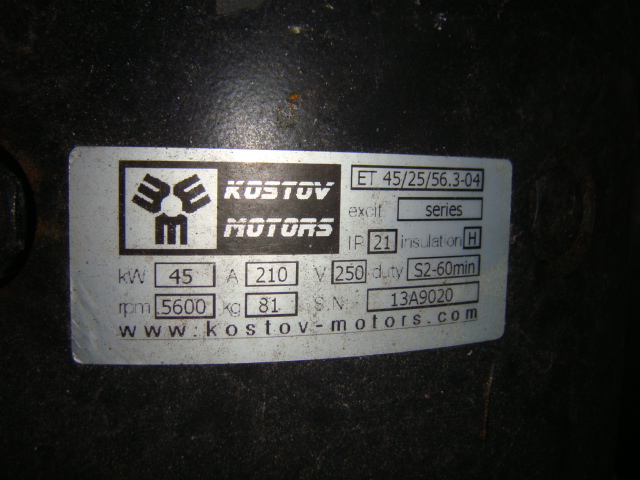 KOSTOV
MOTORS
ET 45/25/56.3-04
excit. series
IP 21 insulation H
kW 45 A 210 V 250 duty S2-60min
rpm 5600 kg 81 S.N. 13A9020
www.kostov-motors.com